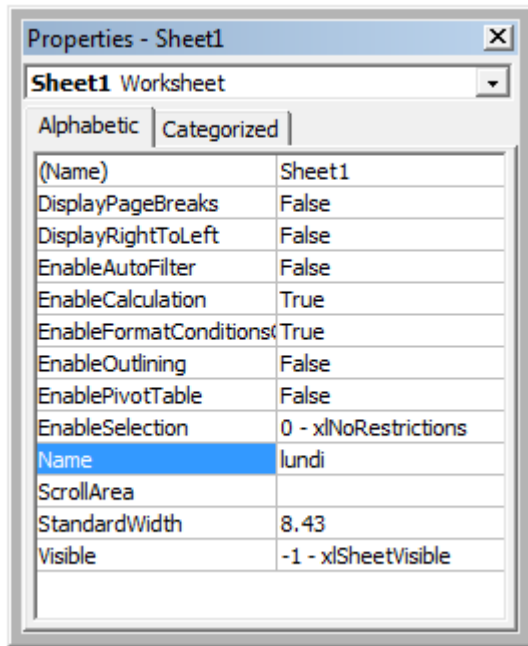 Properties - Sheet1
Sheet1 Worksheet
Alphabetic Categorized
(Name) Sheet1
DisplayPageBreaks False
DisplayRightToLeft False
EnableAutoFilter False
EnableCalculation True
EnableFormatConditionsC True
EnableOutlining False
EnablePivotTable False
EnableSelection 0 - xlNoRestrictions
Name lundi
ScrollArea
StandardWidth 8.43
Visible -1 - xlSheetVisible